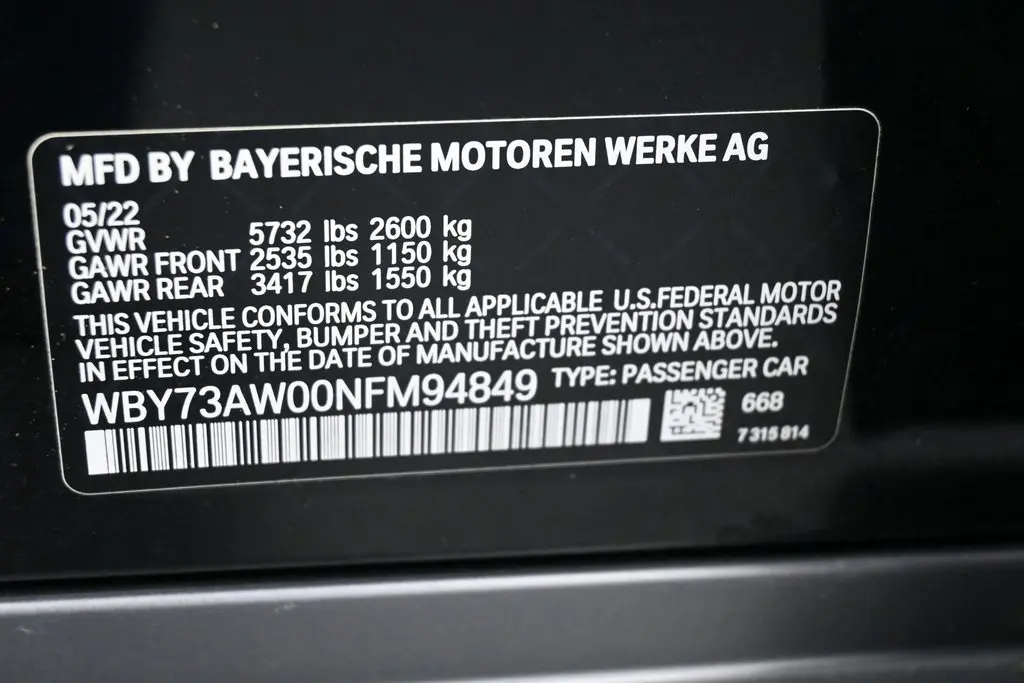 MFD BY BAYERISCHE MOTOREN WERKE AG
05/22
GVWR 5732 lbs 2600 kg
GAWR FRONT 2535 lbs 1150 kg
GAWR REAR 3417 lbs 1550 kg
THIS VEHICLE CONFORMS TO ALL APPLICABLE U.S.FEDERAL MOTOR
VEHICLE SAFETY, BUMPER AND THEFT PREVENTION STANDARDS
IN EFFECT ON THE DATE OF MANUFACTURE SHOWN ABOVE.
WBY73AW00NFM94849 TYPE: PASSENGER CAR
668
7 315 814